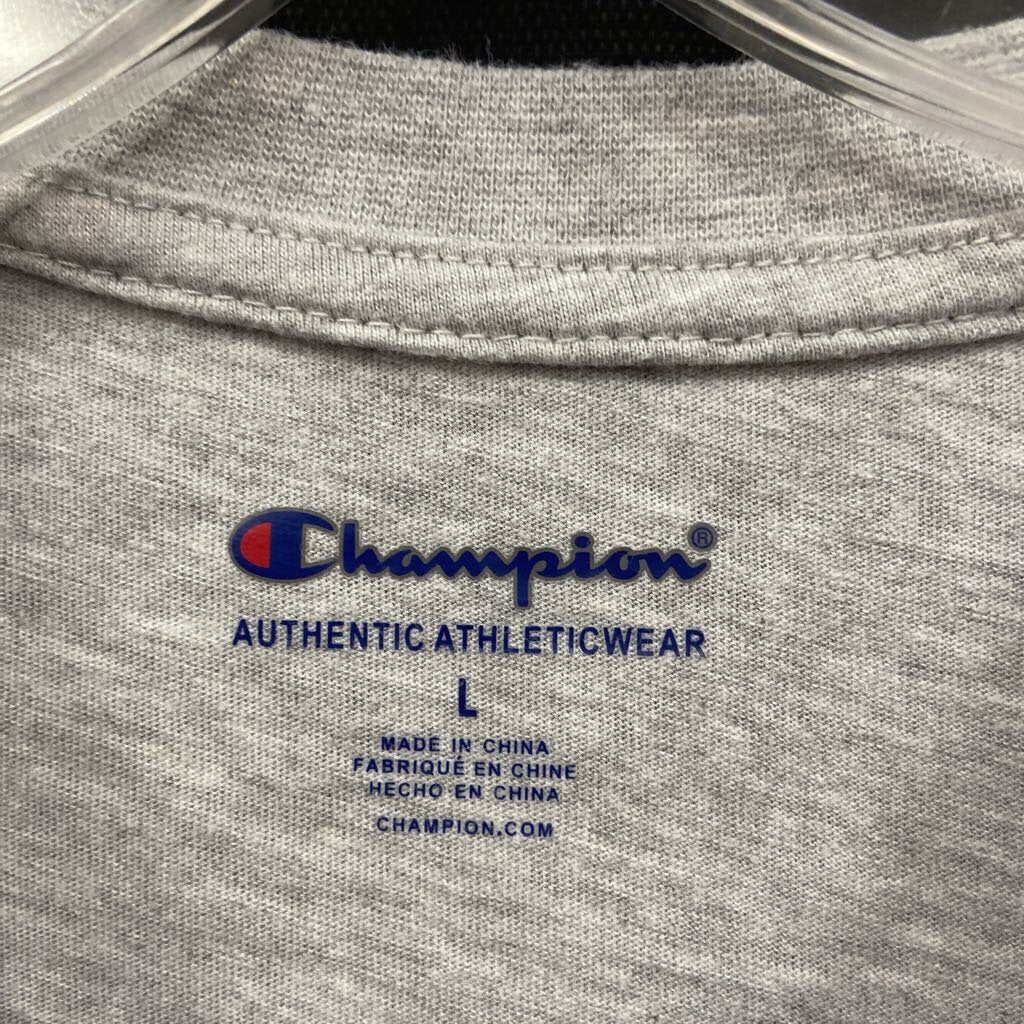 Champion®
AUTHENTIC ATHLETICWEAR
L
MADE IN CHINA
FABRIQUÉ EN CHINE
HECHO EN CHINA
CHAMPION.COM